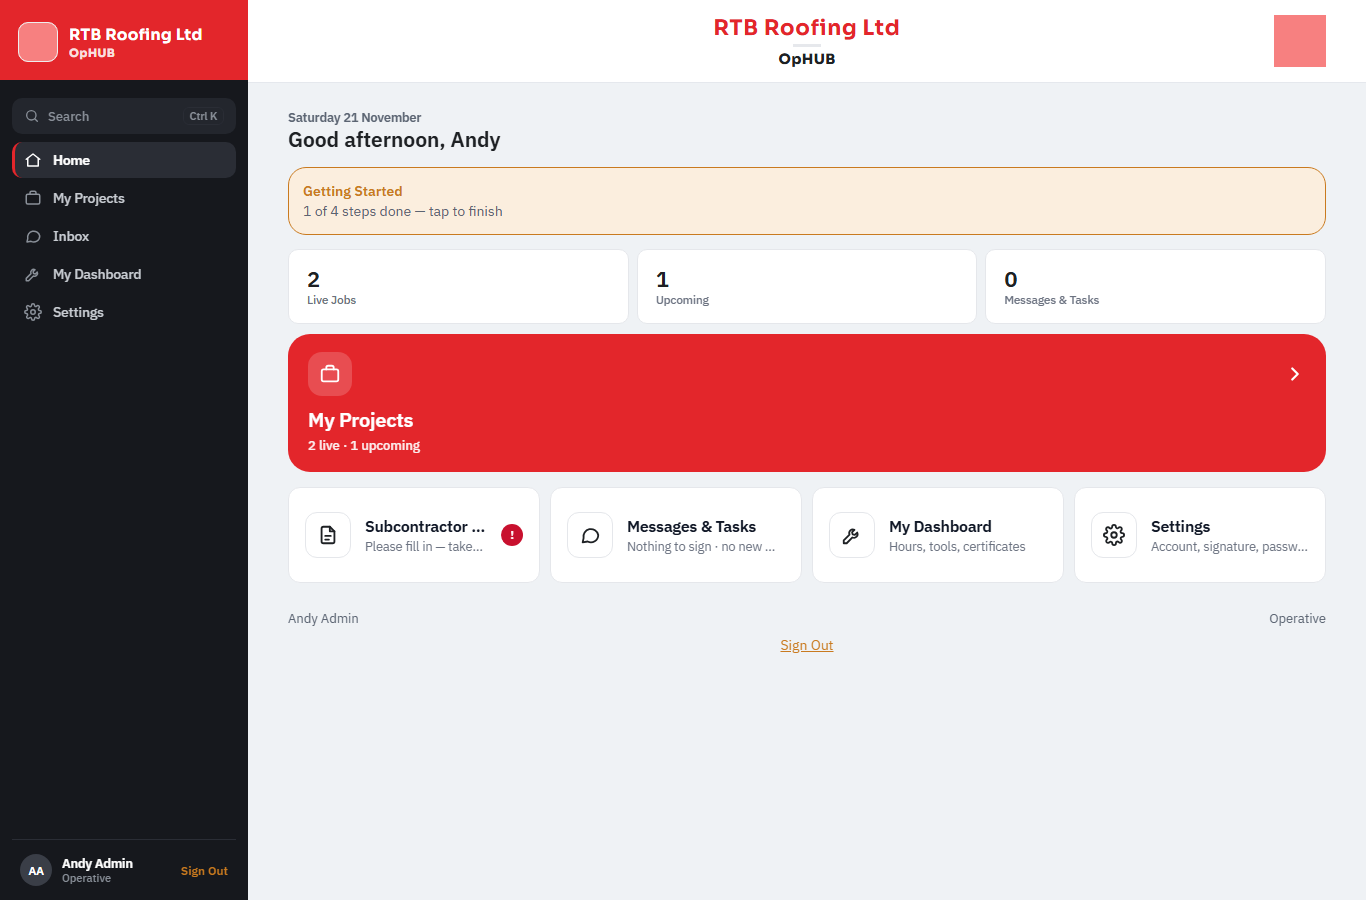 RTB Roofing Ltd
OpHUB
Search
Ctrl K
Home
My Projects
Inbox
My Dashboard
Settings
AA
Andy Admin
Operative
Sign Out
RTB Roofing Ltd
OpHUB
Saturday 21 November
Good afternoon, Andy
Getting Started
1 of 4 steps done — tap to finish
2
Live Jobs
1
Upcoming
0
Messages & Tasks
My Projects
2 live · 1 upcoming
Subcontractor ...
Please fill in — take...
!
Messages & Tasks
Nothing to sign · no new ...
My Dashboard
Hours, tools, certificates
Settings
Account, signature, passw...
Andy Admin
Operative
Sign Out